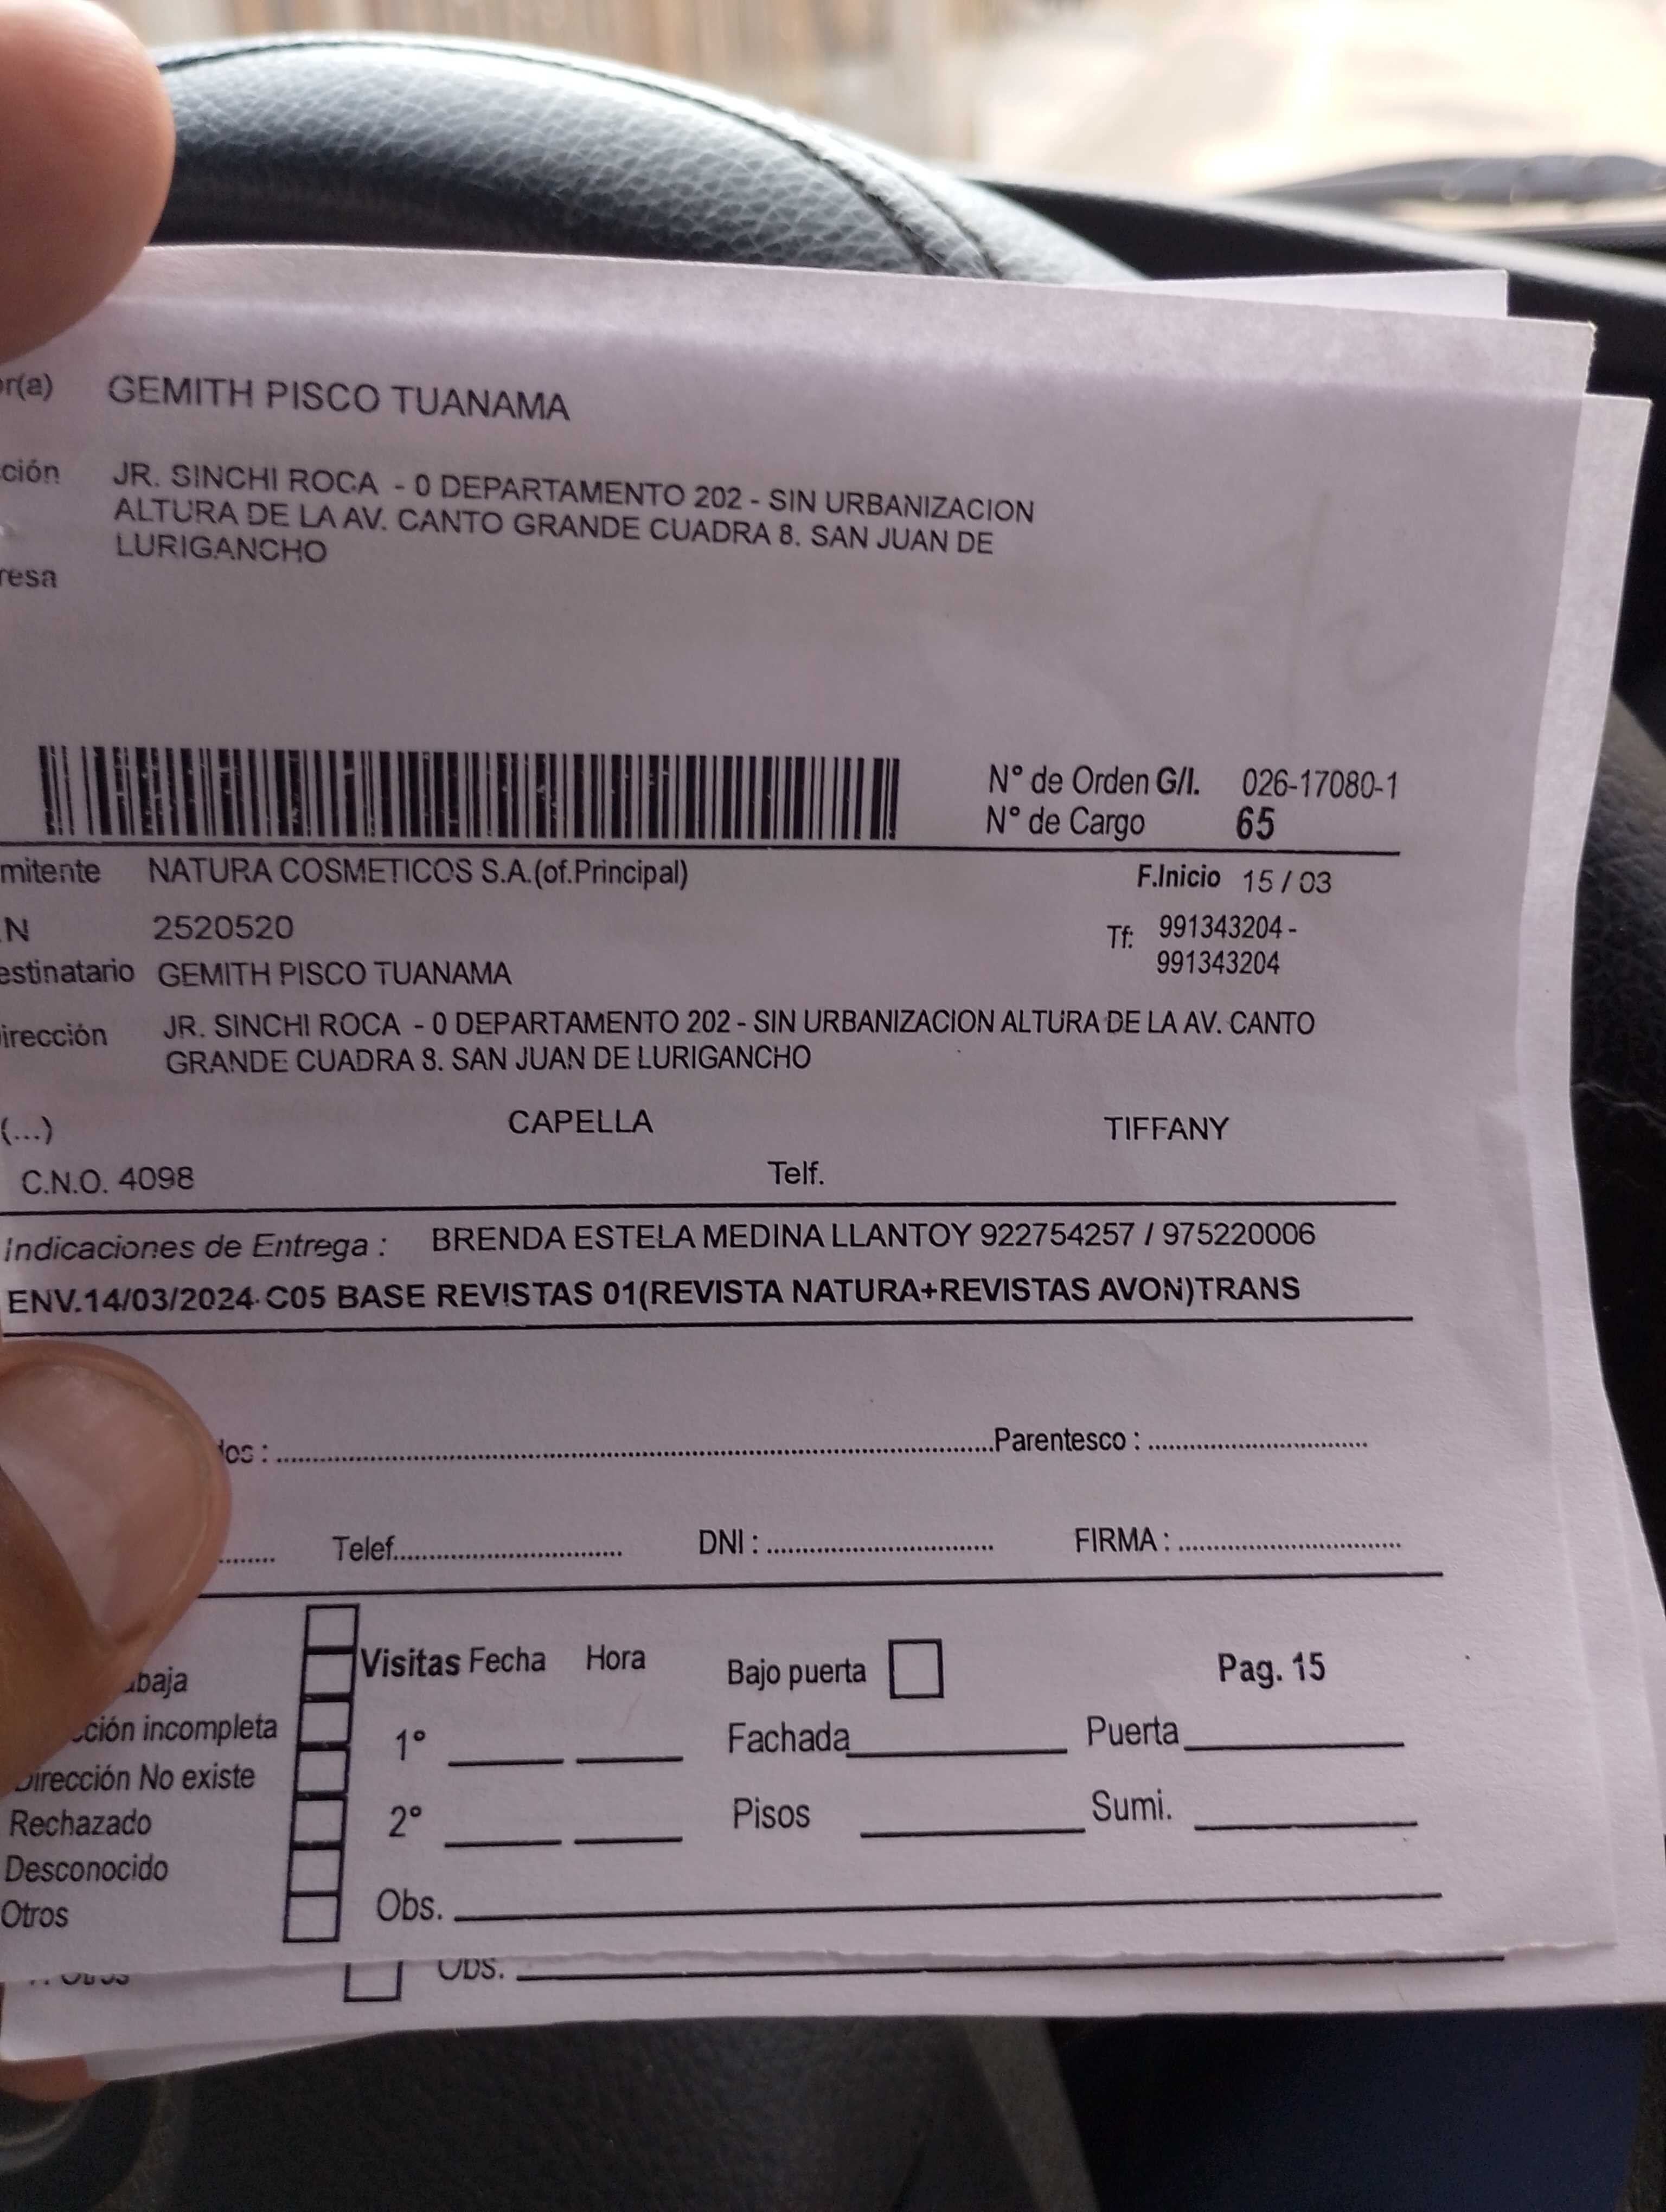 r(a) GEMITH PISCO TUANAMA
ción JR. SINCHI ROCA - 0 DEPARTAMENTO 202 - SIN URBANIZACION
ALTURA DE LA AV. CANTO GRANDE CUADRA 8. SAN JUAN DE
LURIGANCHO
resa
N° de Orden G/I. 026-17080-1
N° de Cargo 65
mitente NATURA COSMETICOS S.A.(of.Principal) F.Inicio 15 / 03
N 2520520 Tf: 991343204 -
991343204
estinatario GEMITH PISCO TUANAMA
irección JR. SINCHI ROCA - 0 DEPARTAMENTO 202 - SIN URBANIZACION ALTURA DE LA AV. CANTO
GRANDE CUADRA 8. SAN JUAN DE LURIGANCHO
(...) CAPELLA TIFFANY
C.N.O. 4098 Telf.
Indicaciones de Entrega : BRENDA ESTELA MEDINA LLANTOY 922754257 / 975220006
ENV.14/03/2024 C05 BASE REVISTAS 01(REVISTA NATURA+REVISTAS AVON)TRANS
dos : Parentesco :
Telef. DNI : FIRMA :
Visitas Fecha Hora Bajo puerta Pag. 15
abaja
cción incompleta 1° Fachada Puerta
Dirección No existe
Rechazado 2° Pisos Sumi.
Desconocido
Otros Obs.
Otros Obs.